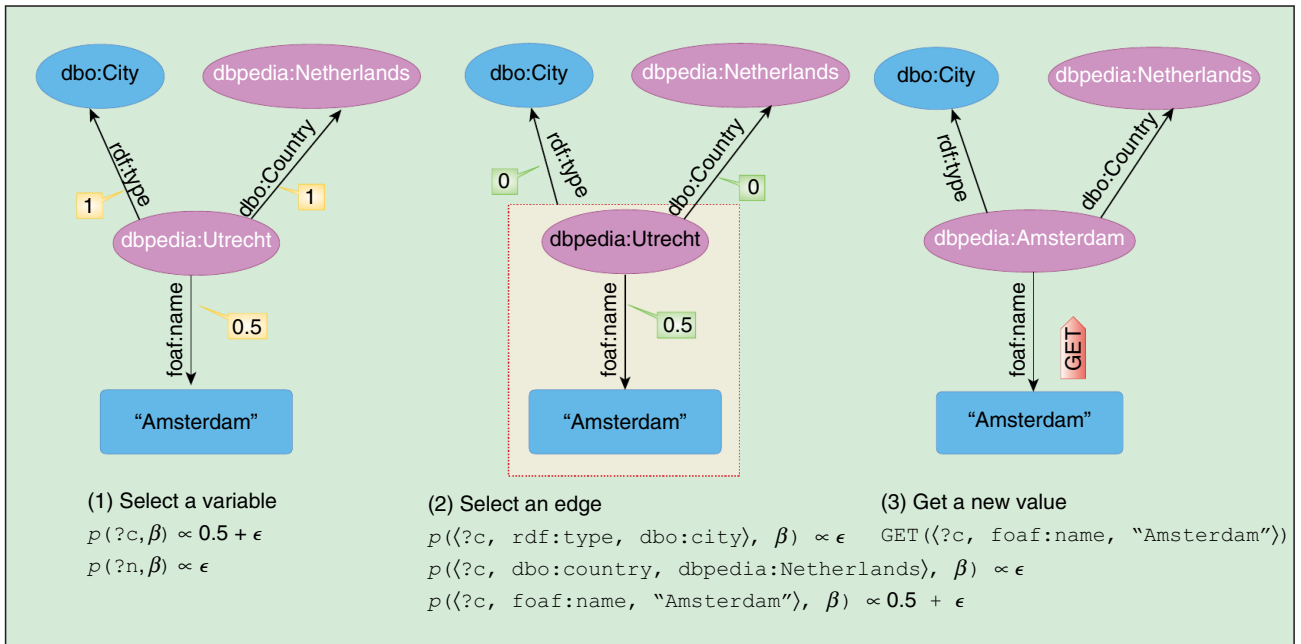 dbo:City
dbpedia:Netherlands
rdf:type
dbo:Country
1
1
dbpedia:Utrecht
foaf:name
0.5
“Amsterdam”
(1) Select a variable
p(?c,β) ∝ 0.5 + ϵ
p(?n,β) ∝ ϵ
dbo:City
dbpedia:Netherlands
rdf:type
dbo:Country
0
0
dbpedia:Utrecht
foaf:name
0.5
“Amsterdam”
(2) Select an edge
p(⟨?c, rdf:type, dbo:city⟩, β) ∝ ϵ
p(⟨?c, dbo:country, dbpedia:Netherlands⟩, β) ∝ ϵ
p(⟨?c, foaf:name, “Amsterdam”⟩, β) ∝ 0.5 + ϵ
dbo:City
dbpedia:Netherlands
rdf:type
dbo:Country
dbpedia:Amsterdam
foaf:name
GET
“Amsterdam”
(3) Get a new value
GET(⟨?c, foaf:name, “Amsterdam”⟩)